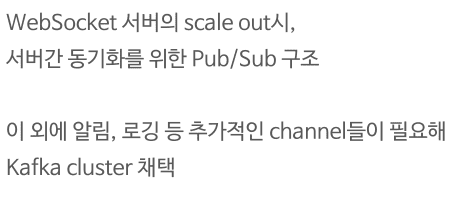 WebSocket 서버의 scale out시,
서버간 동기화를 위한 Pub/Sub 구조
이 외에 알림, 로깅 등 추가적인 channel들이 필요해
Kafka cluster 채택